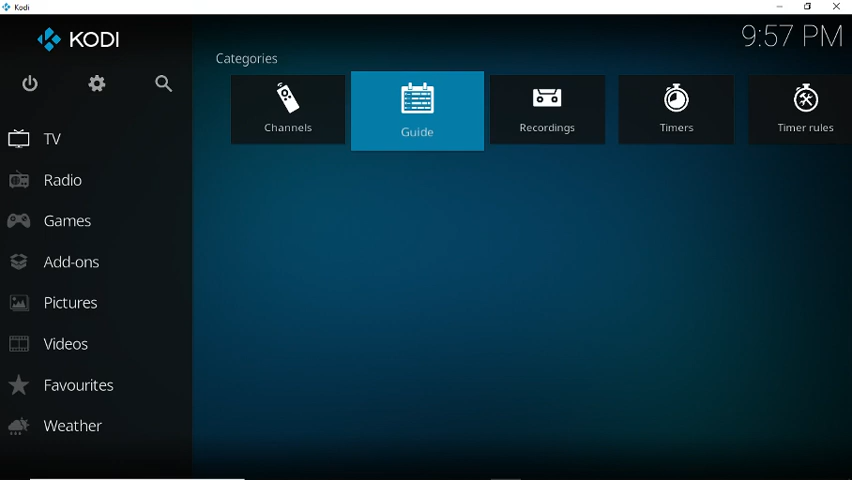 Kodi
KODI
9:57 PM
Categories
Channels
Guide
Recordings
Timers
Timer rules
TV
Radio
Games
Add-ons
Pictures
Videos
Favourites
Weather